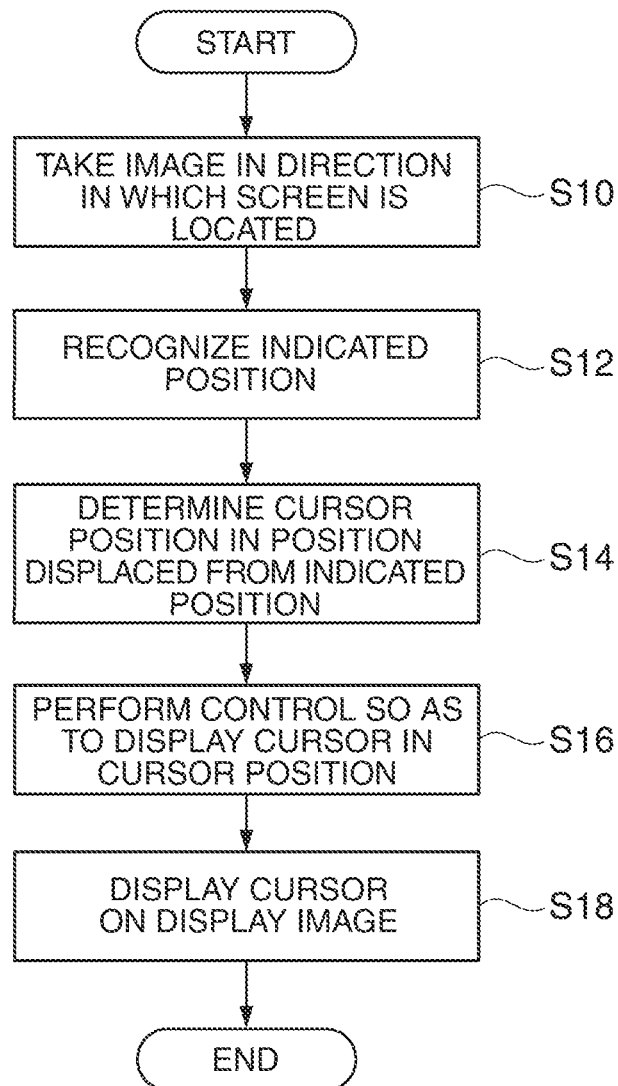 START
TAKE IMAGE IN DIRECTION
IN WHICH SCREEN IS
LOCATED
S10
RECOGNIZE INDICATED
POSITION
S12
DETERMINE CURSOR
POSITION IN POSITION
DISPLACED FROM INDICATED
POSITION
S14
PERFORM CONTROL SO AS
TO DISPLAY CURSOR IN
CURSOR POSITION
S16
DISPLAY CURSOR
ON DISPLAY IMAGE
S18
END